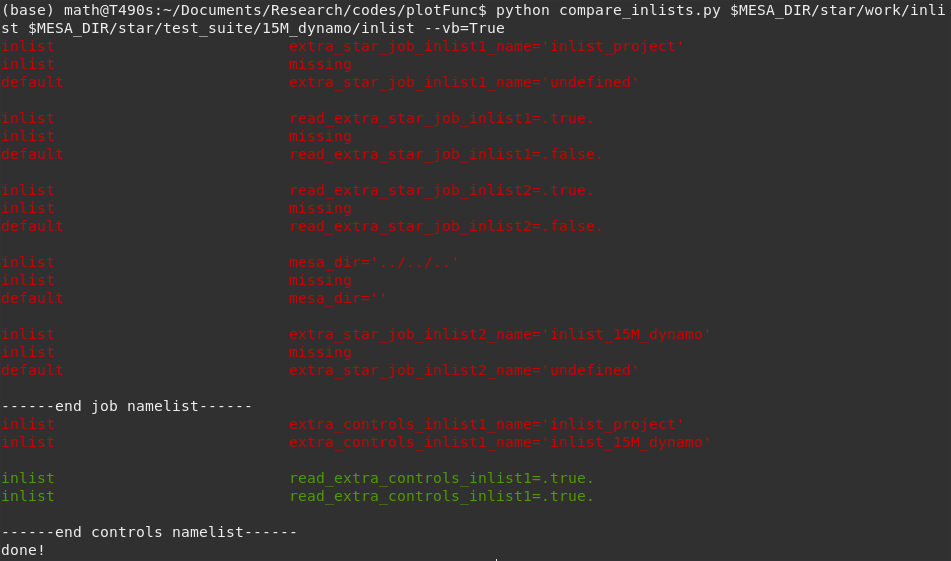 (base) math@T490s:~/Documents/Research/codes/plotFunc$ python compare_inlists.py $MESA_DIR/star/work/inli
st $MESA_DIR/star/test_suite/15M_dynamo/inlist --vb=True
inlist extra_star_job_inlist1_name='inlist_project'
inlist missing
default extra_star_job_inlist1_name='undefined'
inlist read_extra_star_job_inlist1=.true.
inlist missing
default read_extra_star_job_inlist1=.false.
inlist read_extra_star_job_inlist2=.true.
inlist missing
default read_extra_star_job_inlist2=.false.
inlist mesa_dir='../../..'
inlist missing
default mesa_dir=''
inlist extra_star_job_inlist2_name='inlist_15M_dynamo'
inlist missing
default extra_star_job_inlist2_name='undefined'
------end job namelist------
inlist extra_controls_inlist1_name='inlist_project'
inlist extra_controls_inlist1_name='inlist_15M_dynamo'
inlist read_extra_controls_inlist1=.true.
inlist read_extra_controls_inlist1=.true.
------end controls namelist------
done!